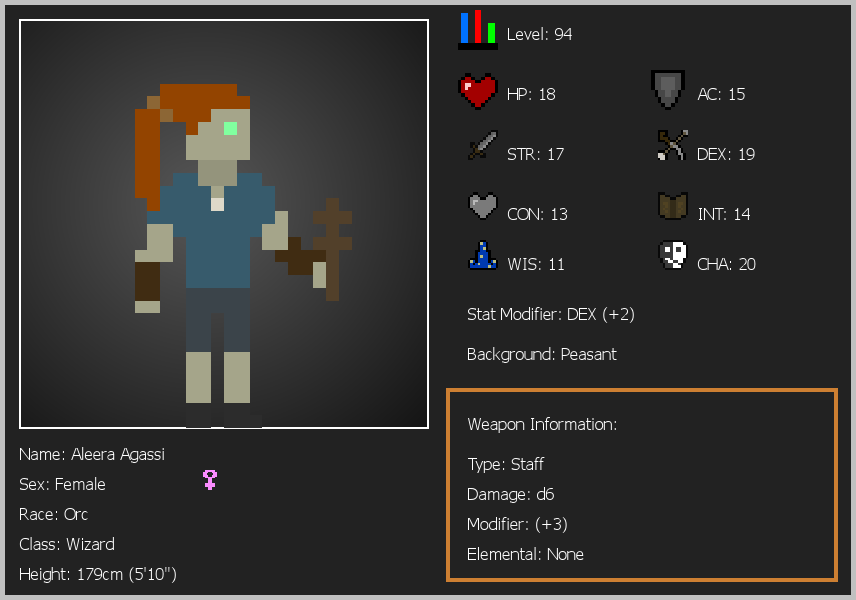 Level: 94
HP: 18
AC: 15
STR: 17
DEX: 19
CON: 13
INT: 14
WIS: 11
CHA: 20
Stat Modifier: DEX (+2)
Background: Peasant
Weapon Information:
Type: Staff
Damage: d6
Modifier: (+3)
Elemental: None
Name: Aleera Agassi
Sex: Female
Race: Orc
Class: Wizard
Height: 179cm (5'10")